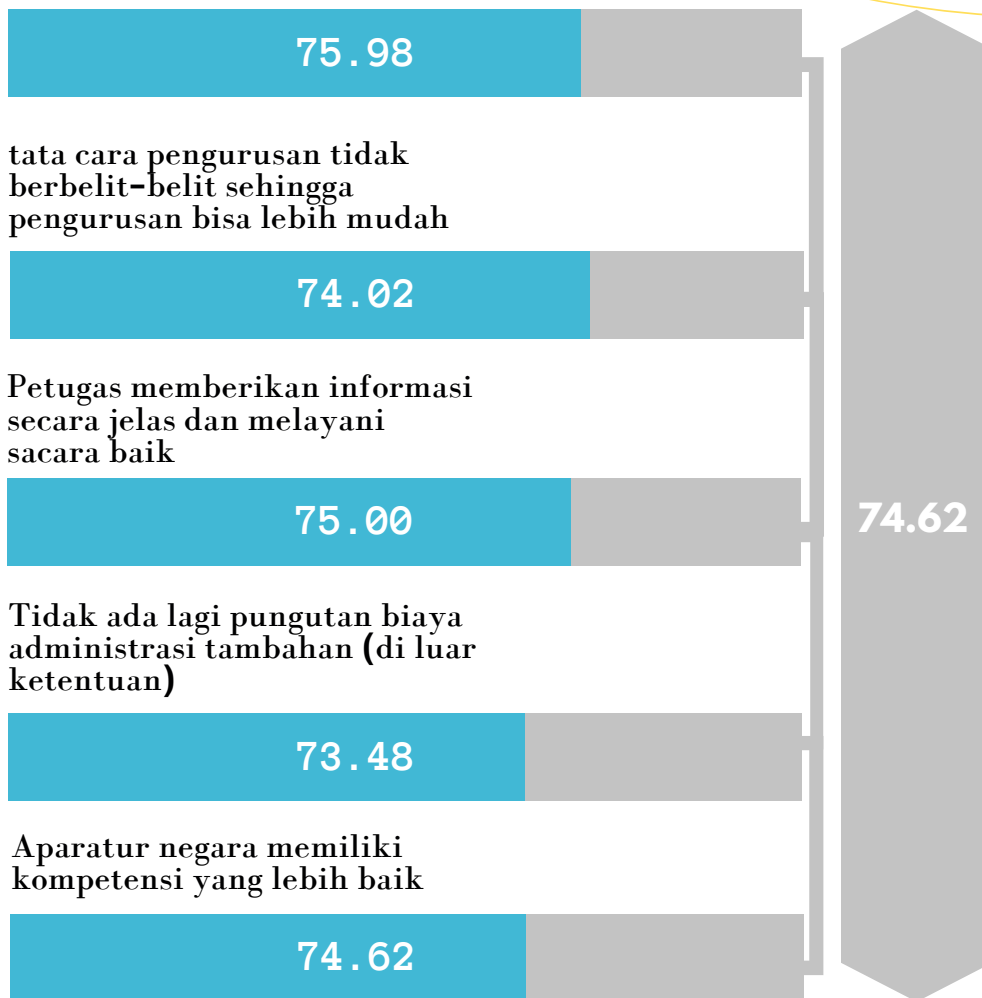 75.98
tata cara pengurusan tidak
berbelit-belit sehingga
pengurusan bisa lebih mudah
74.02
Petugas memberikan informasi
secara jelas dan melayani
sacara baik
75.00
74.62
Tidak ada lagi pungutan biaya
administrasi tambahan (di luar
ketentuan)
73.48
Aparatur negara memiliki
kompetensi yang lebih baik
74.62